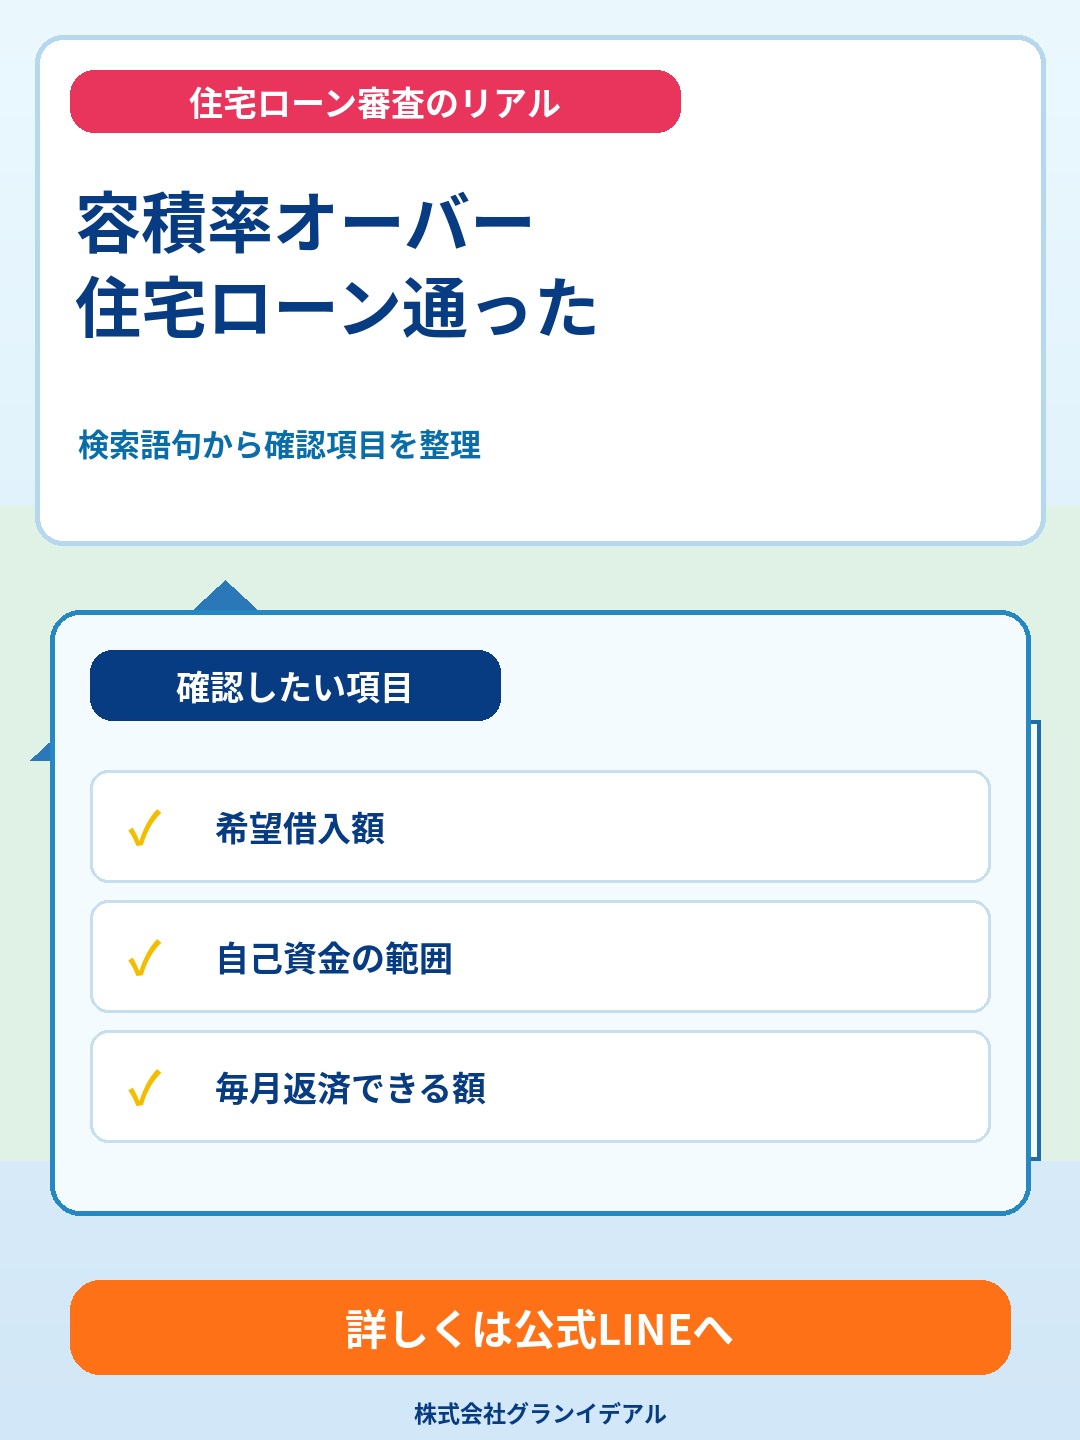 住宅ローン審査のリアル
容積率オーバー
住宅ローン通った
検索語句から確認項目を整理
確認したい項目
✓ 希望借入額
✓ 自己資金の範囲
✓ 毎月返済できる額
詳しくは公式LINEへ
株式会社グランイデアル